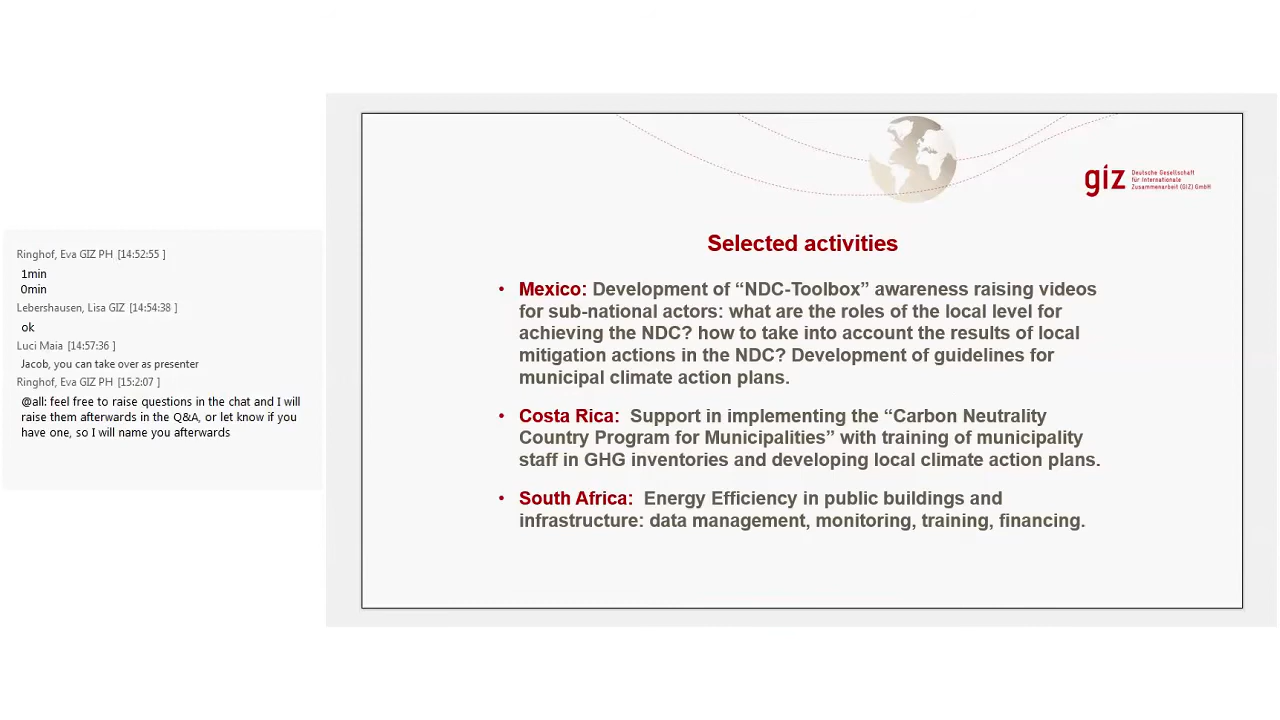 Ringhof, Eva GIZ PH [14:52:55 ]
1min
0min
Lebershausen, Lisa GIZ [14:54:38 ]
ok
Luci Maia [14:57:36 ]
Jacob, you can take over as presenter
Ringhof, Eva GIZ PH [15:2:07 ]
@all: feel free to raise questions in the chat and I will
raise them afterwards in the Q&A, or let know if you
have one, so I will name you afterwards
giz
Deutsche Gesellschaft
für Internationale
Zusammenarbeit (GIZ) GmbH
Selected activities
• Mexico: Development of “NDC-Toolbox” awareness raising videos
for sub-national actors: what are the roles of the local level for
achieving the NDC? how to take into account the results of local
mitigation actions in the NDC? Development of guidelines for
municipal climate action plans.
• Costa Rica: Support in implementing the “Carbon Neutrality
Country Program for Municipalities” with training of municipality
staff in GHG inventories and developing local climate action plans.
• South Africa: Energy Efficiency in public buildings and
infrastructure: data management, monitoring, training, financing.